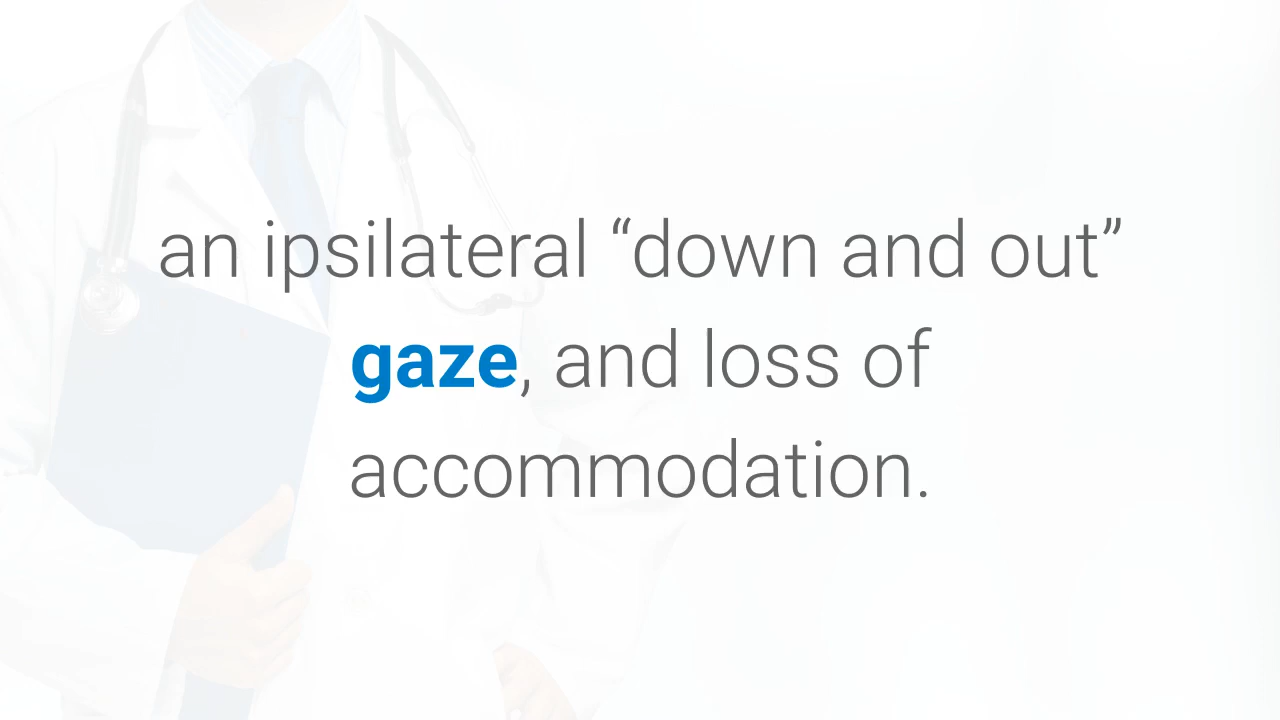 an ipsilateral “down and out”
gaze, and loss of
accommodation.